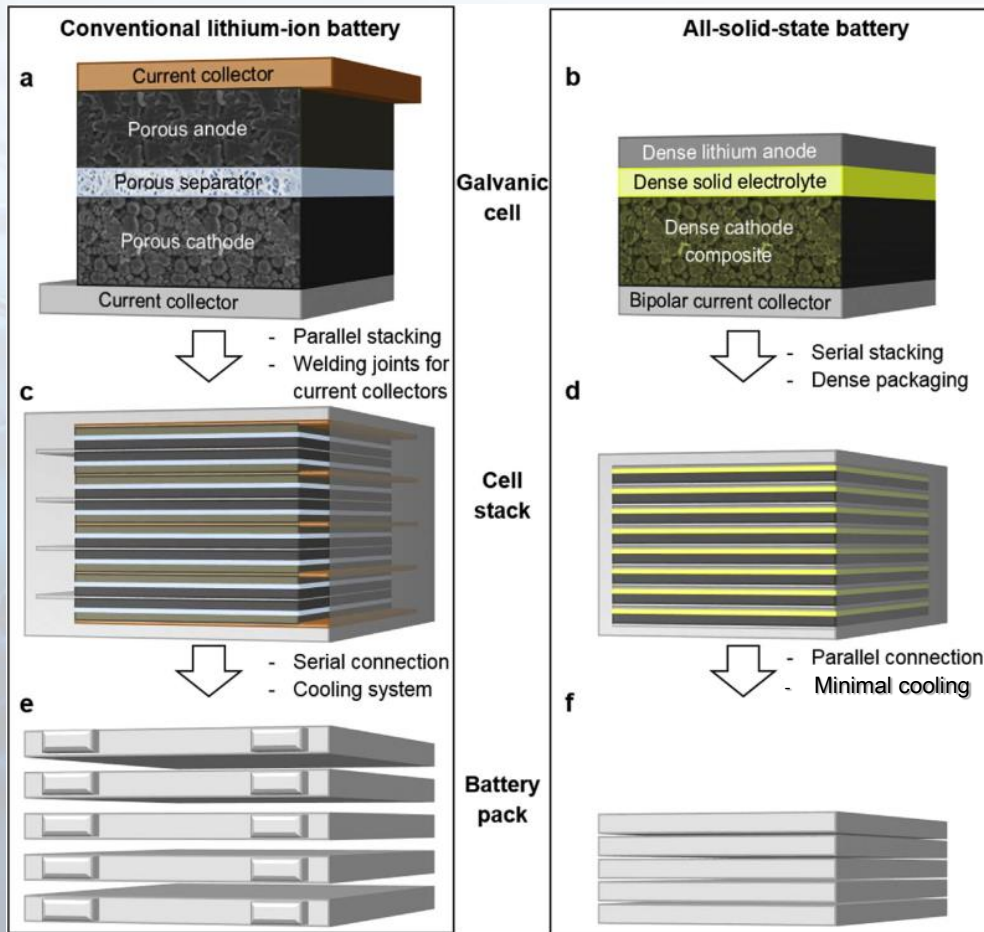 Conventional lithium-ion battery
a
Current collector
Porous anode
Porous separator
Porous cathode
Current collector
- Parallel stacking
- Welding joints for
current collectors
c
- Serial connection
- Cooling system
e
Galvanic
cell
Cell
stack
Battery
pack
All-solid-state battery
b
Dense lithium anode
Dense solid electrolyte
Dense cathode
composite
Bipolar current collector
- Serial stacking
- Dense packaging
d
- Parallel connection
- Minimal cooling
f